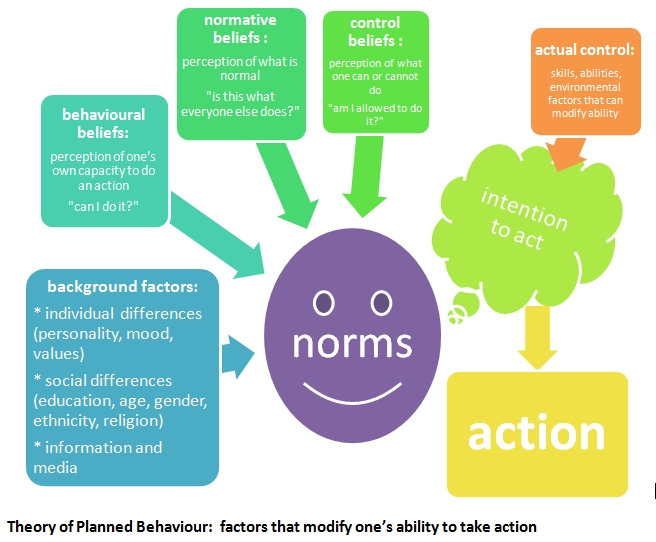 normative
beliefs :
perception of what is
normal
"is this what
everyone else does?"
control
beliefs :
perception of what
one can or cannot
do
"am I allowed to do
it?"
actual control:
skills, abilities,
environmental
factors that can
modify ability
behavioural
beliefs:
perception of one's
own capacity to do
an action
"can I do it?"
intention
to act
background factors:
* individual differences
(personality, mood,
values)
* social differences
(education, age, gender,
ethnicity, religion)
* information and
media
norms
action
Theory of Planned Behaviour:  factors that modify one's ability to take action